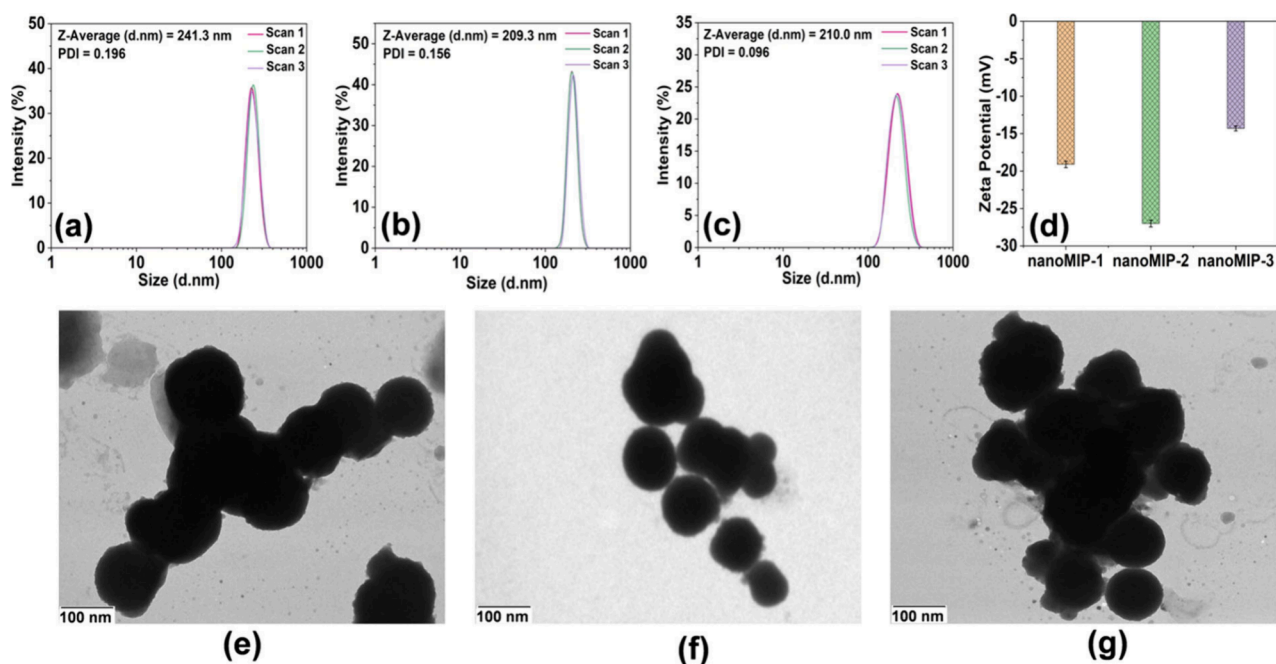 Z-Average (d.nm) = 241.3 nm
PDI = 0.196
Scan 1
Scan 2
Scan 3
50
40
30
20
10
0
Intensity (%)
1
10
100
1000
Size (d.nm)
(a)
Z-Average (d.nm) = 209.3 nm
PDI = 0.156
Scan 1
Scan 2
Scan 3
50
40
30
20
10
0
Intensity (%)
1
10
100
1000
Size (d.nm)
(b)
Z-Average (d.nm) = 210.0 nm
PDI = 0.096
Scan 1
Scan 2
Scan 3
35
30
25
20
15
10
5
0
Intensity (%)
1
10
100
1000
Size (d.nm)
(c)
0
-5
-10
-15
-20
-25
-30
Zeta Potential (mV)
nanoMIP-1
nanoMIP-2
nanoMIP-3
(d)
100 nm
(e)
100 nm
(f)
100 nm
(g)